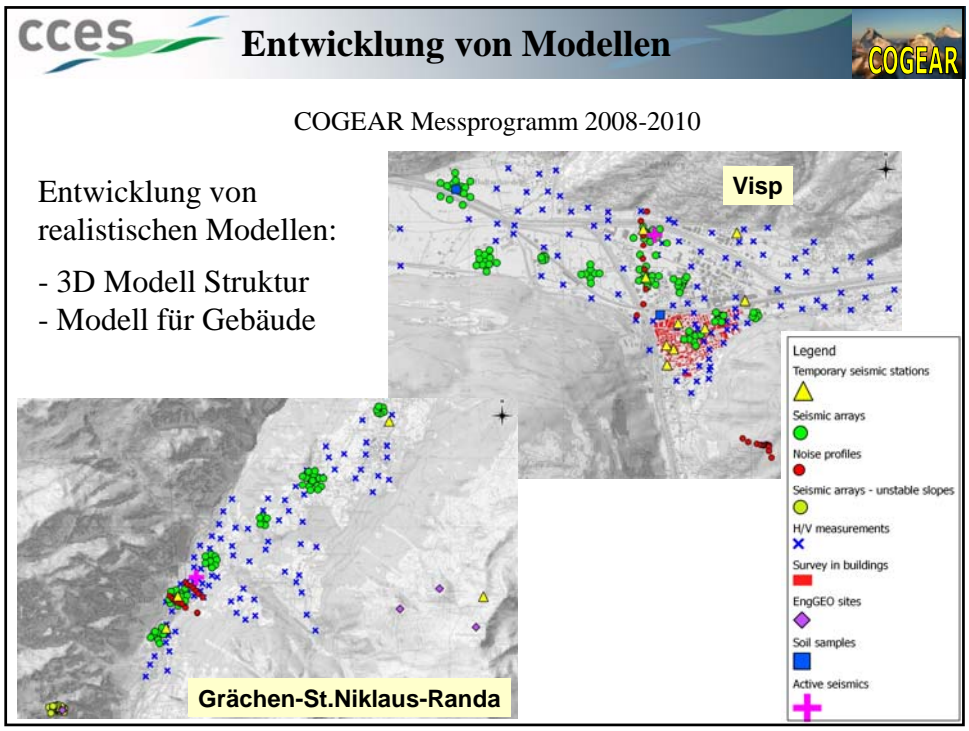 cces
Entwicklung von Modellen
COGEAR
COGEAR Messprogramm 2008-2010
Entwicklung von
realistischen Modellen:
- 3D Modell Struktur
- Modell für Gebäude
Visp
Legend
Temporary seismic stations
Seismic arrays
Noise profiles
Seismic arrays - unstable slopes
H/V measurements
Survey in buildings
EngGEO sites
Soil samples
Active seismics
Grächen-St.Niklaus-Randa